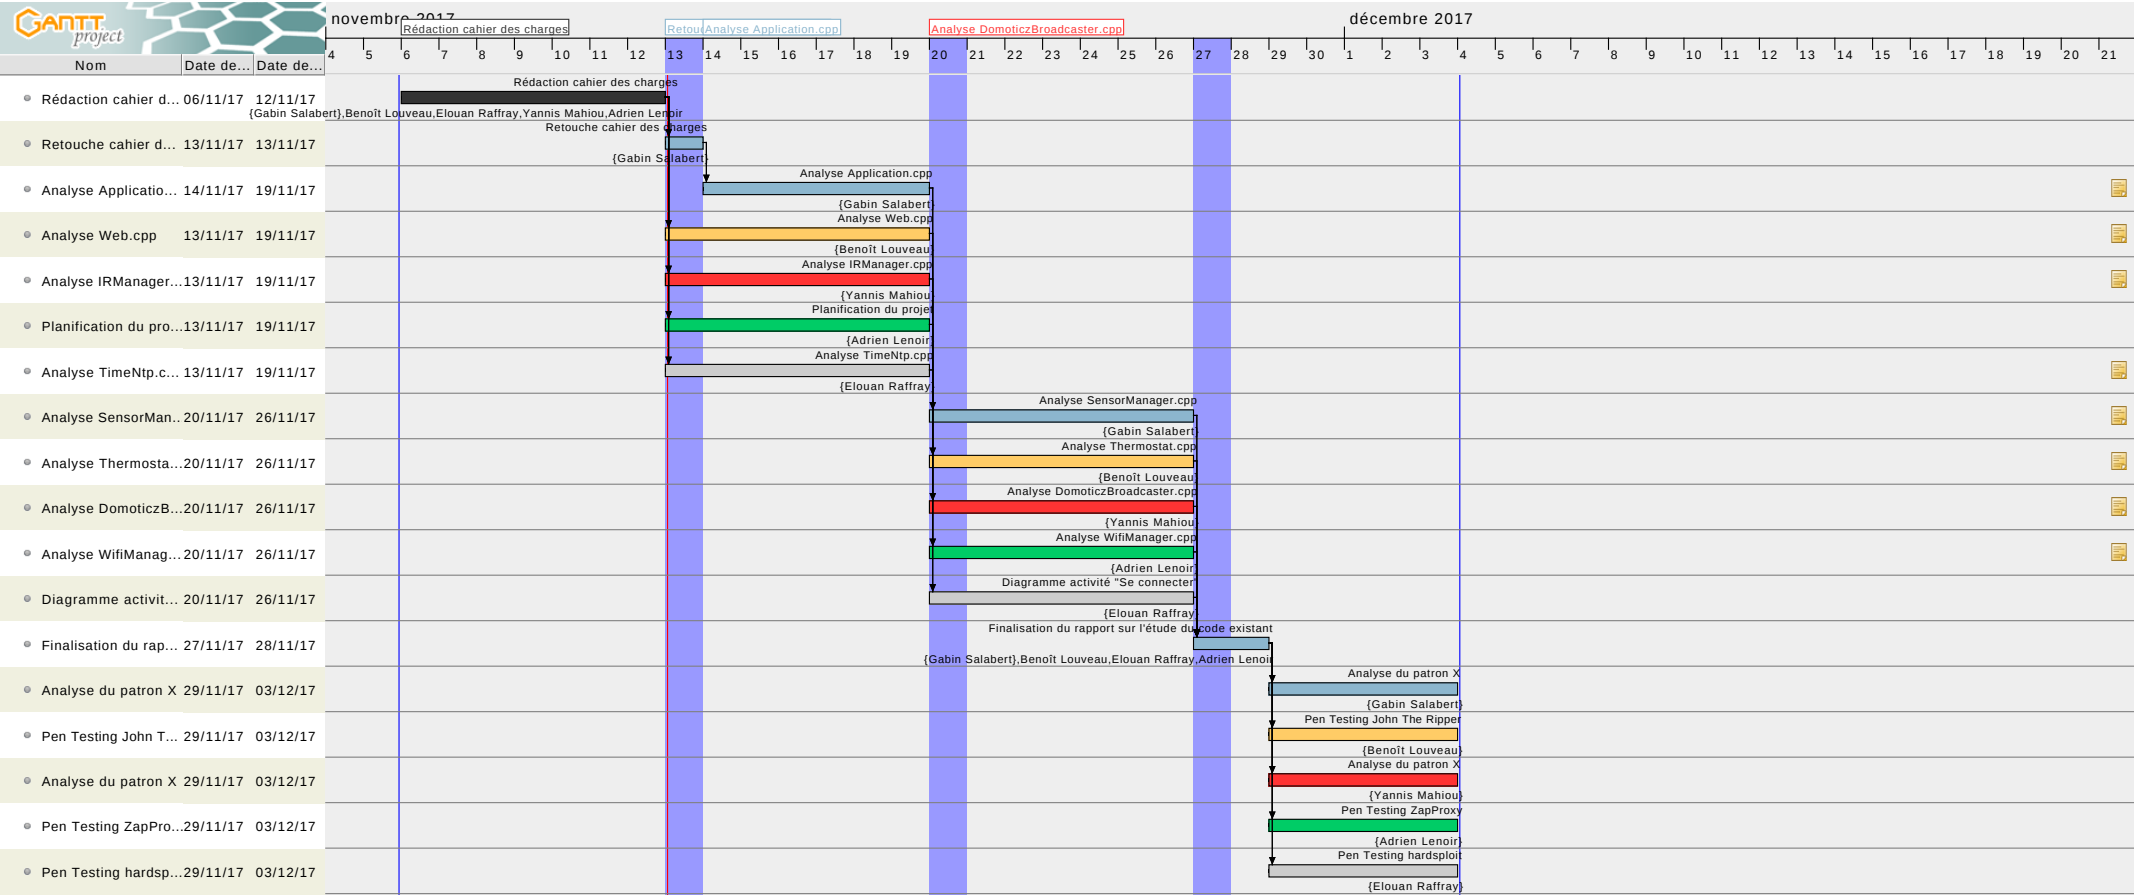 GANTT project
novembre 2017
décembre 2017
Rédaction cahier des charges
Retou
Analyse Application.cpp
Analyse DomoticzBroadcaster.cpp
4 5 6 7 8 9 10 11 12 13 14 15 16 17 18 19 20 21 22 23 24 25 26 27 28 29 30 1 2 3 4 5 6 7 8 9 10 11 12 13 14 15 16 17 18 19 20 21
Nom Date de... Date de...
Rédaction cahier des charges
Rédaction cahier d... 06/11/17 12/11/17
{Gabin Salabert},Benoît Louveau,Elouan Raffray,Yannis Mahiou,Adrien Lenoir
Retouche cahier des charges
Retouche cahier d... 13/11/17 13/11/17
{Gabin Salabert}
Analyse Application.cpp
Analyse Applicatio... 14/11/17 19/11/17
{Gabin Salabert}
Analyse Web.cpp
Analyse Web.cpp 13/11/17 19/11/17
{Benoît Louveau}
Analyse IRManager.cpp
Analyse IRManager... 13/11/17 19/11/17
{Yannis Mahiou}
Planification du projet
Planification du pro... 13/11/17 19/11/17
{Adrien Lenoir}
Analyse TimeNtp.cpp
Analyse TimeNtp.c... 13/11/17 19/11/17
{Elouan Raffray}
Analyse SensorManager.cpp
Analyse SensorMan.. 20/11/17 26/11/17
{Gabin Salabert}
Analyse Thermostat.cpp
Analyse Thermosta... 20/11/17 26/11/17
{Benoît Louveau}
Analyse DomoticzBroadcaster.cpp
Analyse DomoticzB... 20/11/17 26/11/17
{Yannis Mahiou}
Analyse WifiManager.cpp
Analyse WifiManag... 20/11/17 26/11/17
{Adrien Lenoir}
Diagramme activité "Se connecter"
Diagramme activit... 20/11/17 26/11/17
{Elouan Raffray}
Finalisation du rapport sur l'étude du code existant
Finalisation du rap... 27/11/17 28/11/17
{Gabin Salabert},Benoît Louveau,Elouan Raffray,Adrien Lenoir
Analyse du patron X
Analyse du patron X 29/11/17 03/12/17
{Gabin Salabert}
Pen Testing John The Ripper
Pen Testing John T... 29/11/17 03/12/17
{Benoît Louveau}
Analyse du patron X
Analyse du patron X 29/11/17 03/12/17
{Yannis Mahiou}
Pen Testing ZapProxy
Pen Testing ZapPro... 29/11/17 03/12/17
{Adrien Lenoir}
Pen Testing hardsploit
Pen Testing hardsp... 29/11/17 03/12/17
{Elouan Raffray}